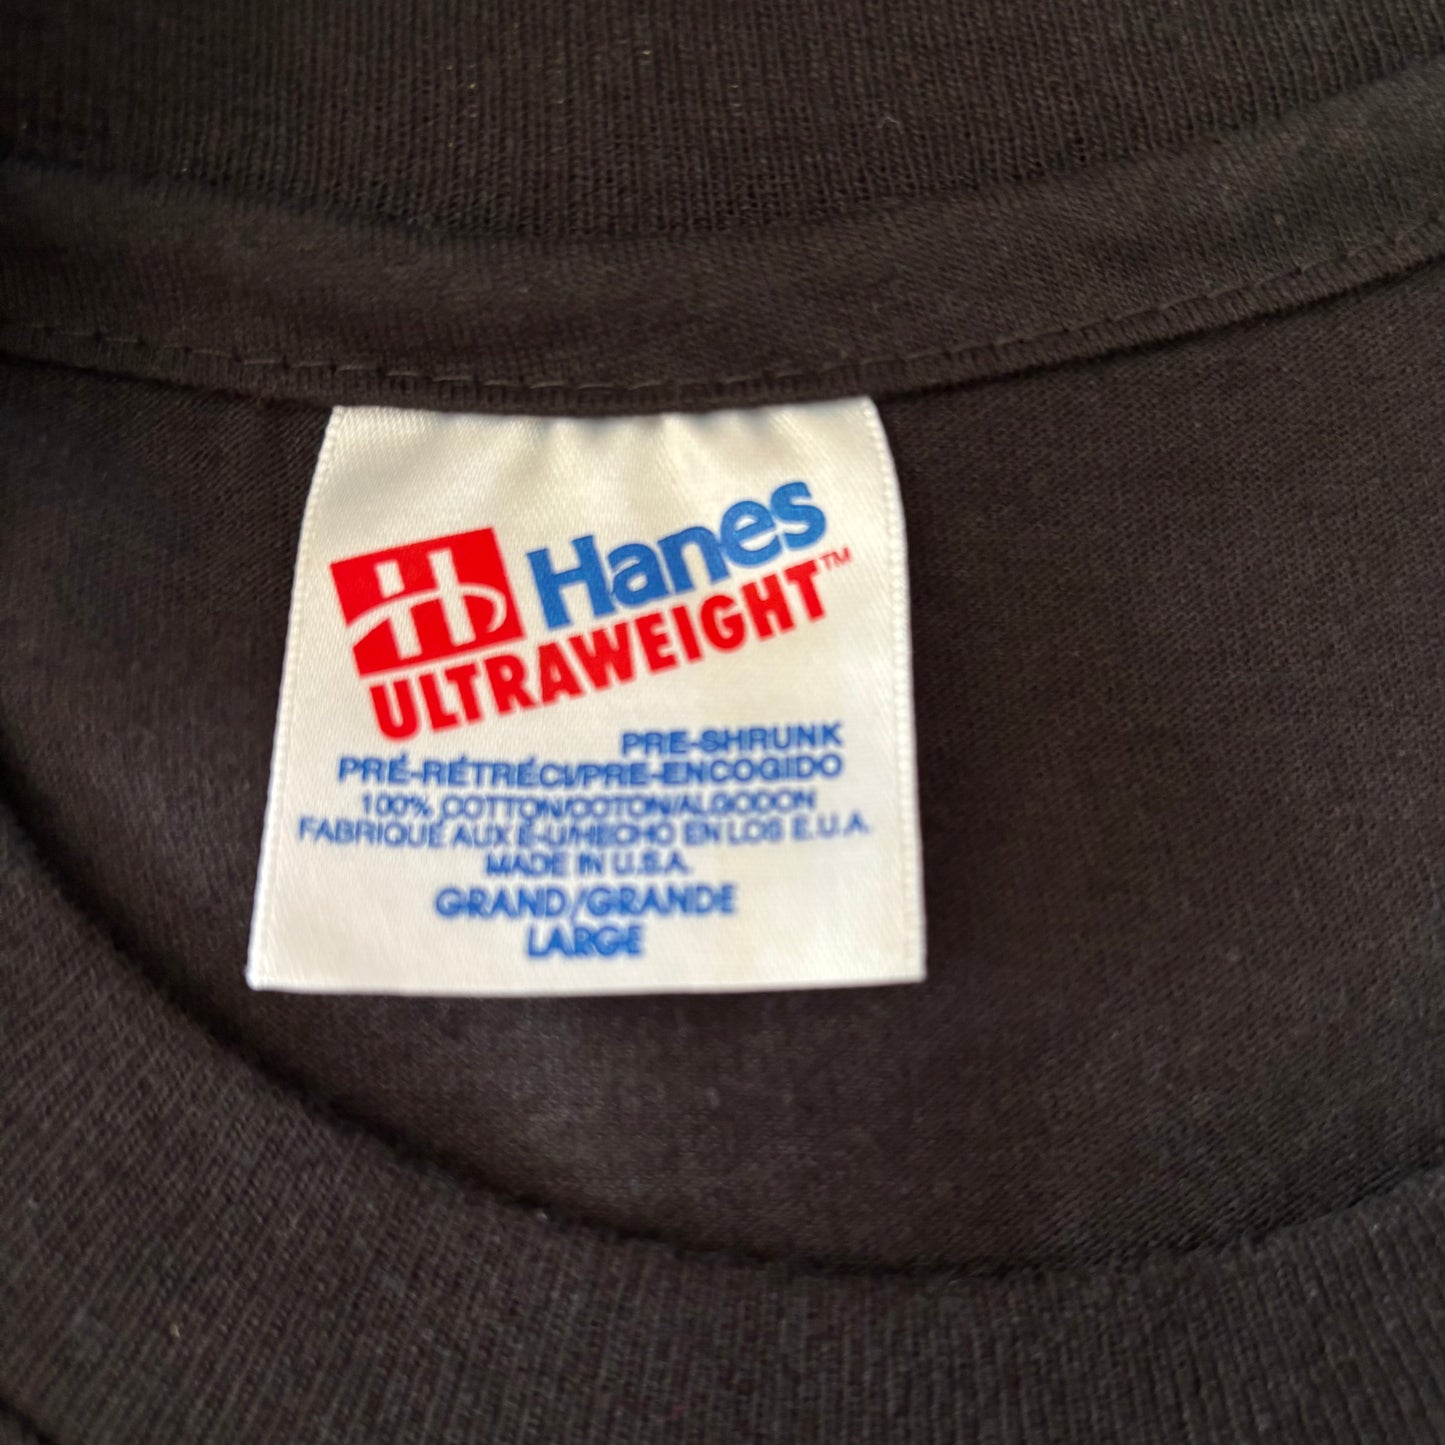 Hanes
ULTRAWEIGHT™
PRE-SHRUNK
PRÉ-RÉTRÉCI/PRE-ENCOGIDO
100% COTTON/COTON/ALGODON
FABRIQUÉ AUX É-U/HECHO EN LOS E.U.A.
MADE IN U.S.A.
GRAND/GRANDE
LARGE